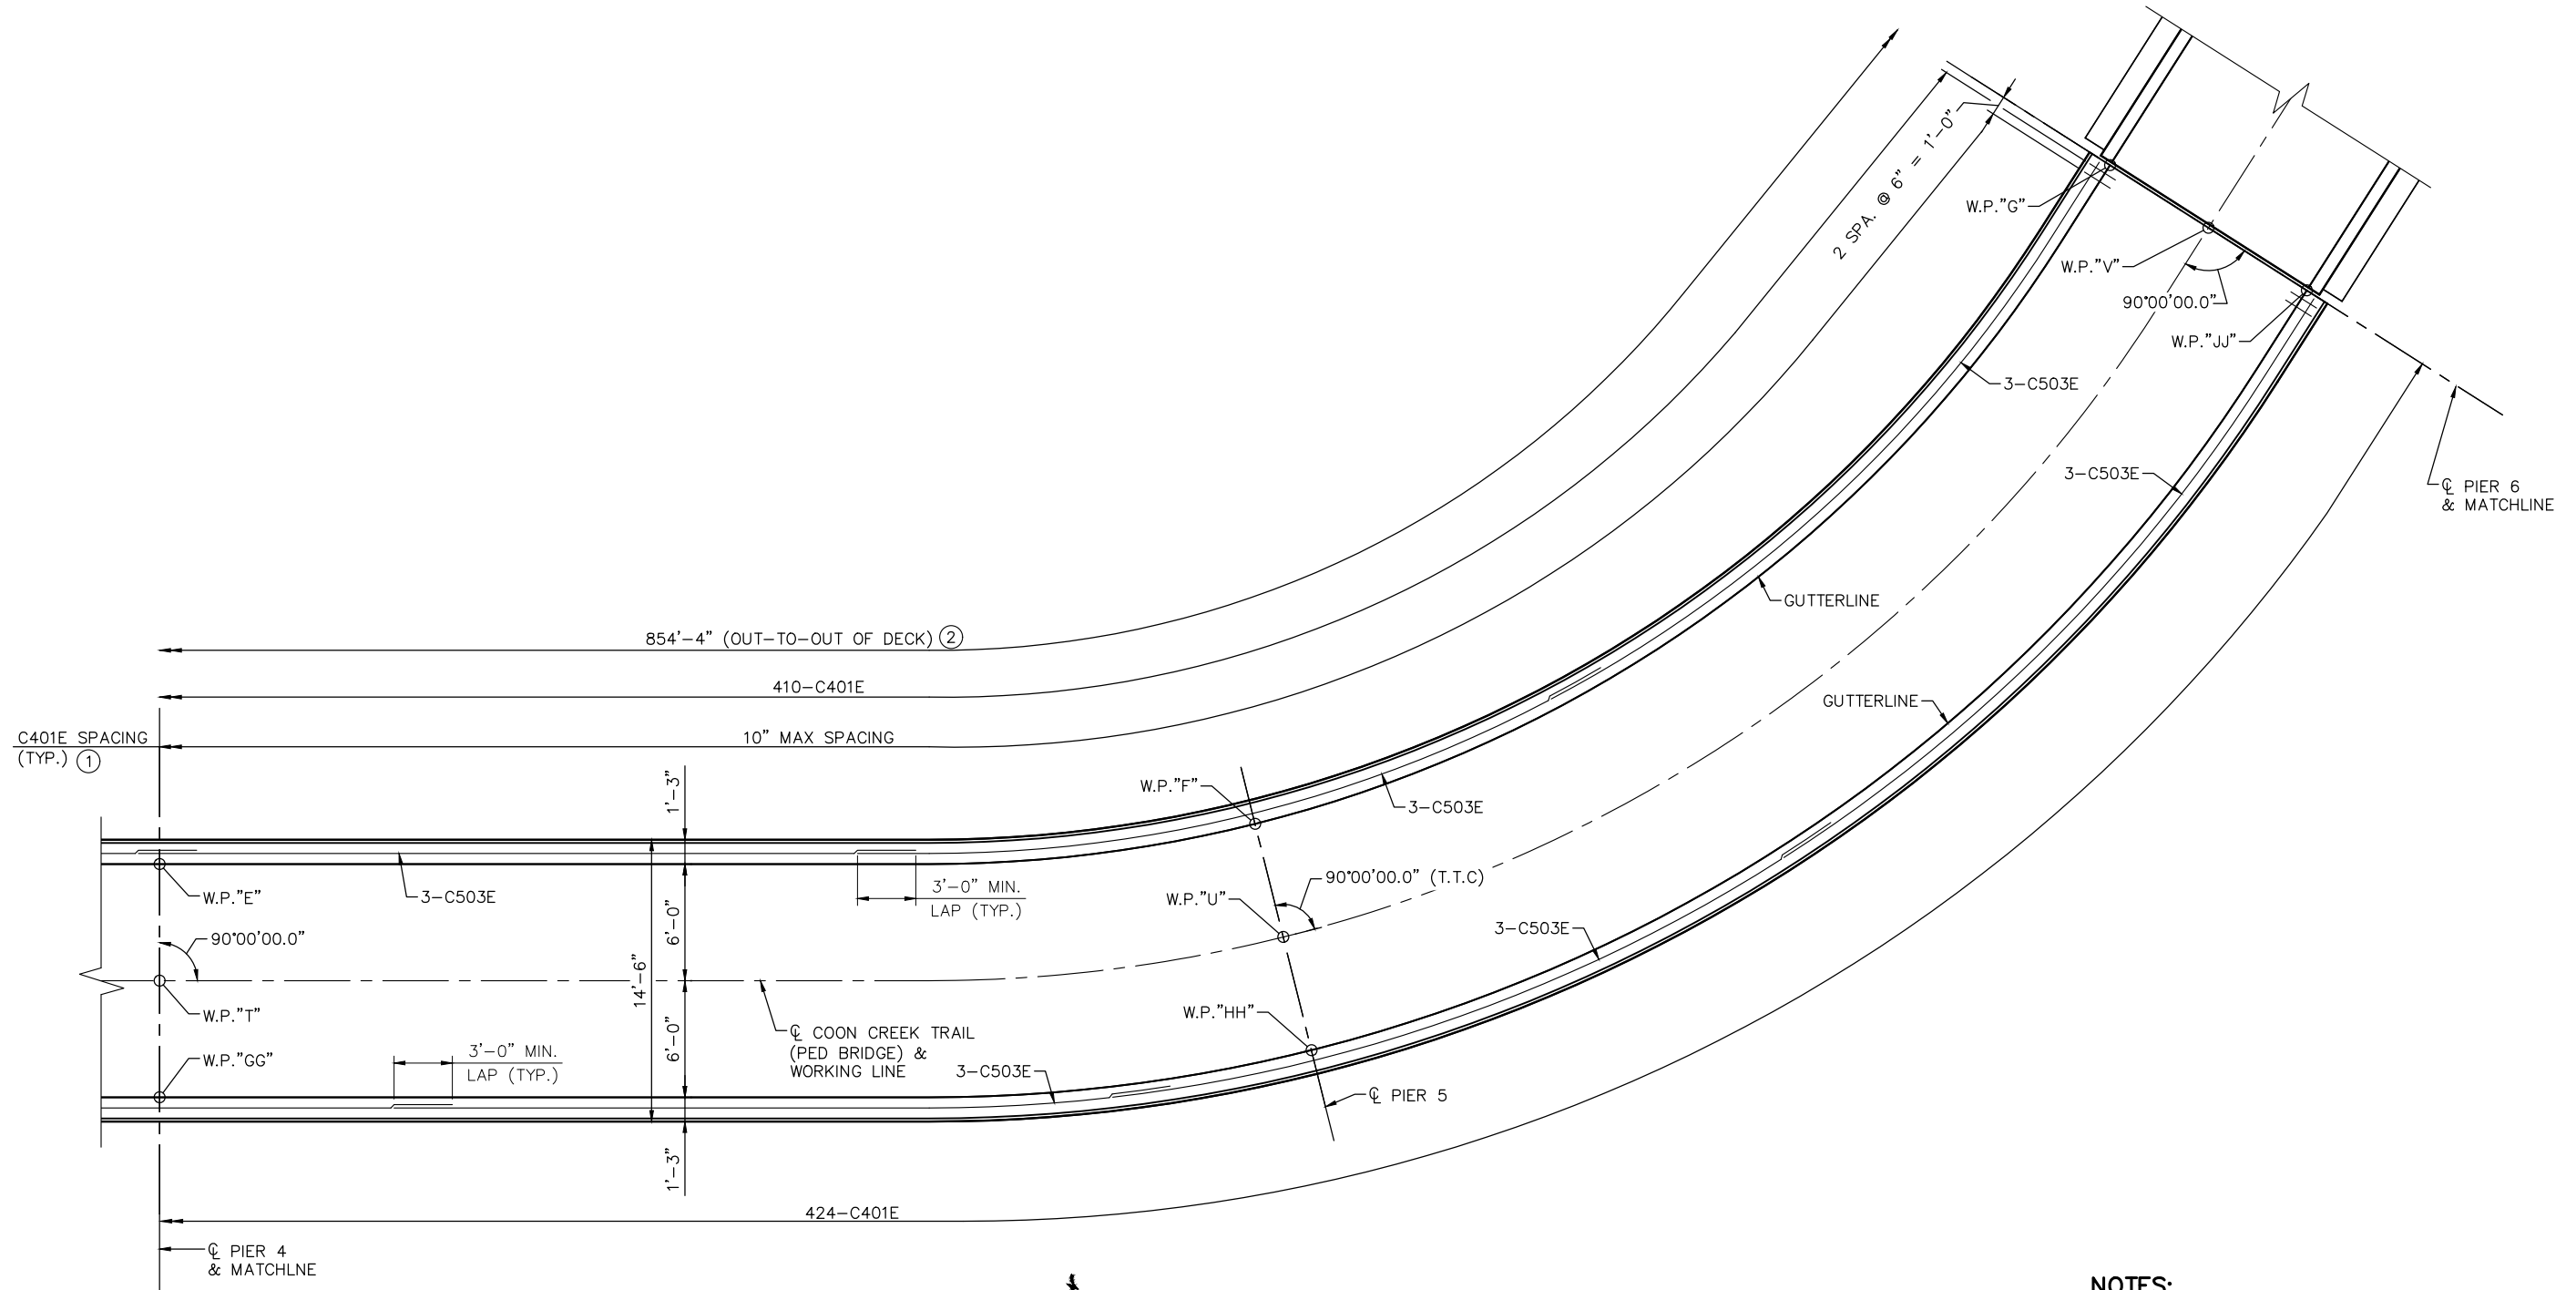 2 SPA. @ 6" = 1'-0"
W.P."G"
W.P."V"
90°00'00.0"
W.P."JJ"
3-C503E
3-C503E
℄ PIER 6
& MATCHLINE
GUTTERLINE
GUTTERLINE
854'-4" (OUT-TO-OUT OF DECK) ②
410-C401E
10" MAX SPACING
C401E SPACING
(TYP.) ①
1'-3"
W.P."F"
3-C503E
W.P."E"
3-C503E
3'-0" MIN.
LAP (TYP.)
6'-0"
90°00'00.0" (T.T.C)
W.P."U"
90°00'00.0"
14'-6"
3-C503E
W.P."T"
W.P."HH"
℄ COON CREEK TRAIL
(PED BRIDGE) &
WORKING LINE
6'-0"
W.P."GG"
3'-0" MIN.
LAP (TYP.)
3-C503E
℄ PIER 5
1'-3"
424-C401E
℄ PIER 4
& MATCHLNE
NOTES: